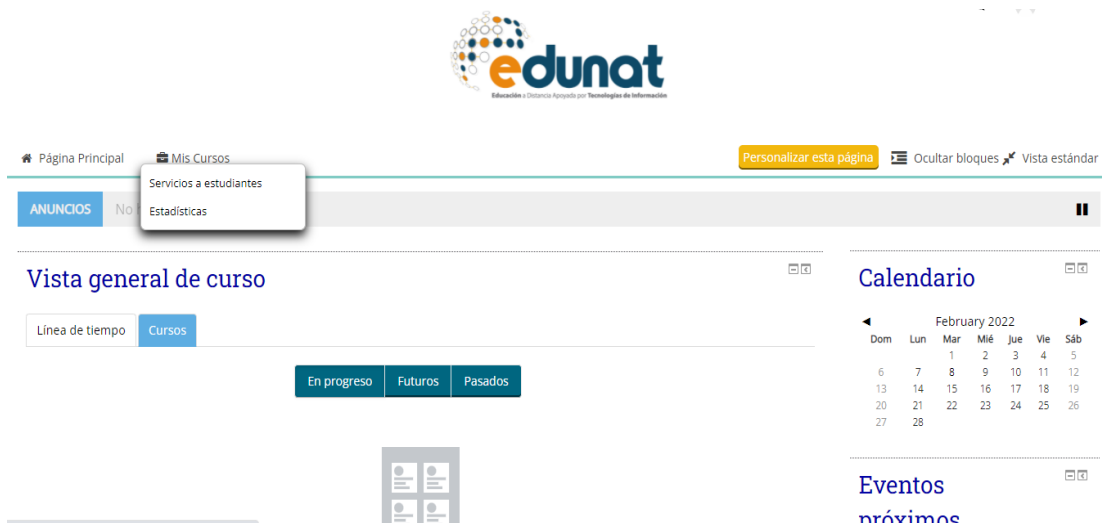 edunat
Educación a Distancia Apoyada por Tecnologías de Información
Página Principal Mis Cursos Personalizar esta página Ocultar bloques Vista estándar
Servicios a estudiantes
Estadísticas
ANUNCIOS No
Vista general de curso
Línea de tiempo Cursos
En progreso Futuros Pasados
Calendario
February 2022
Dom Lun Mar Mié Jue Vie Sáb
1 2 3 4 5
6 7 8 9 10 11 12
13 14 15 16 17 18 19
20 21 22 23 24 25 26
27 28
Eventos
próximos